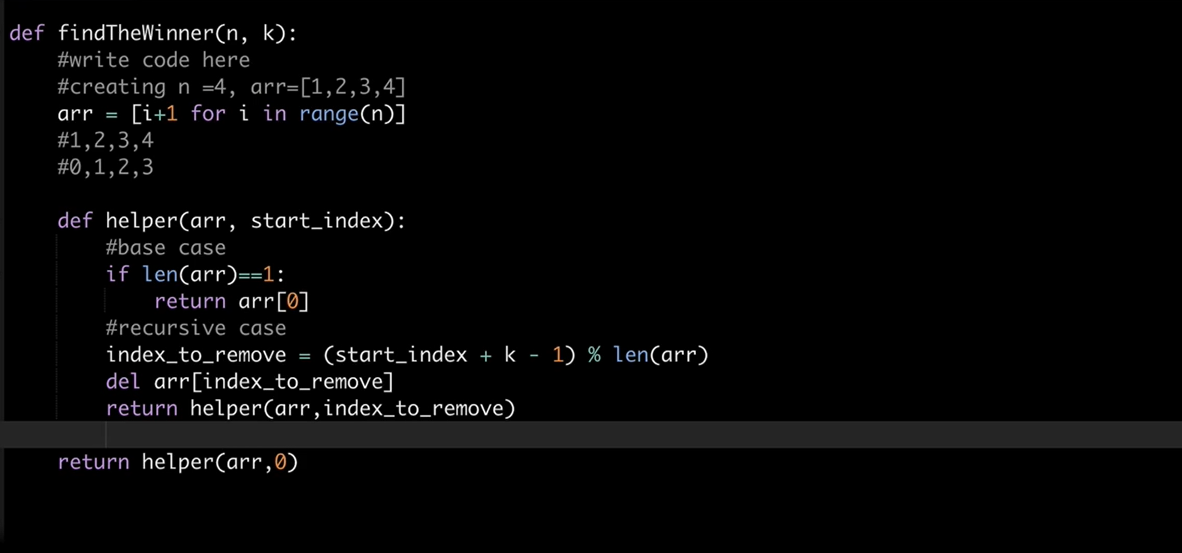 def findTheWinner(n, k):
    #write code here
    #creating n =4, arr=[1,2,3,4]
    arr = [i+1 for i in range(n)]
    #1,2,3,4
    #0,1,2,3
    def helper(arr, start_index):
        #base case
        if len(arr)==1:
            return arr[0]
        #recursive case
        index_to_remove = (start_index + k - 1) % len(arr)
        del arr[index_to_remove]
        return helper(arr,index_to_remove)
    return helper(arr,0)